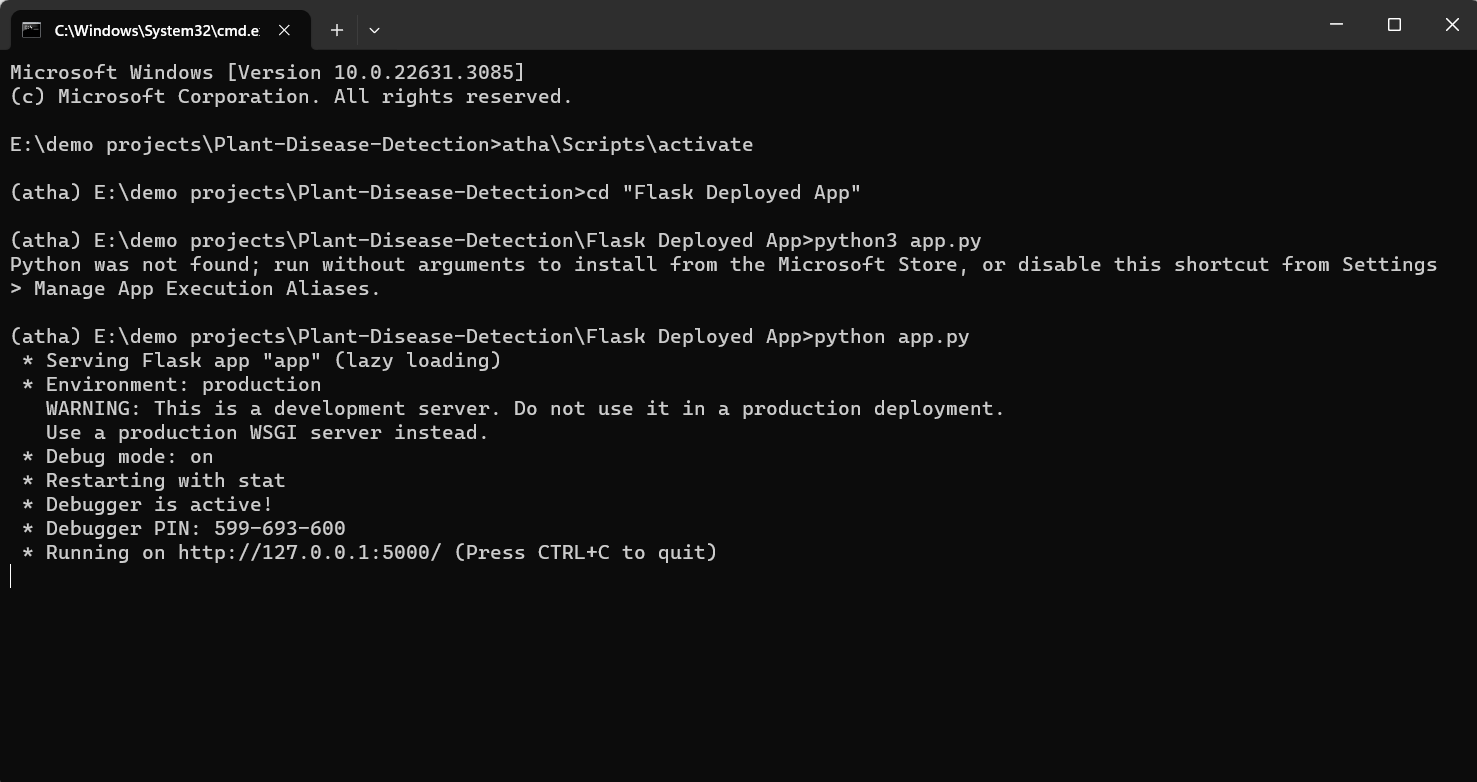 C:\Windows\System32\cmd.e
Microsoft Windows [Version 10.0.22631.3085]
(c) Microsoft Corporation. All rights reserved.
E:\demo projects\Plant-Disease-Detection>atha\Scripts\activate
(atha) E:\demo projects\Plant-Disease-Detection>cd "Flask Deployed App"
(atha) E:\demo projects\Plant-Disease-Detection\Flask Deployed App>python3 app.py
Python was not found; run without arguments to install from the Microsoft Store, or disable this shortcut from Settings
> Manage App Execution Aliases.
(atha) E:\demo projects\Plant-Disease-Detection\Flask Deployed App>python app.py
* Serving Flask app "app" (lazy loading)
* Environment: production
WARNING: This is a development server. Do not use it in a production deployment.
Use a production WSGI server instead.
* Debug mode: on
* Restarting with stat
* Debugger is active!
* Debugger PIN: 599-693-600
* Running on http://127.0.0.1:5000/ (Press CTRL+C to quit)